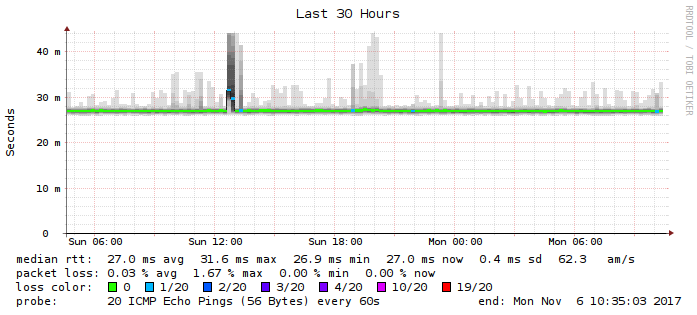 Last 30 Hours
RRDTOOL / TOBI OETIKER
Seconds
40 m
30 m
20 m
10 m
0
Sun 06:00 Sun 12:00 Sun 18:00 Mon 00:00 Mon 06:00
median rtt: 27.0 ms avg 31.6 ms max 26.9 ms min 27.0 ms now 0.4 ms sd 62.3 am/s
packet loss: 0.03 % avg 1.67 % max 0.00 % min 0.00 % now
loss color: 0 1/20 2/20 3/20 4/20 10/20 19/20
probe: 20 ICMP Echo Pings (56 Bytes) every 60s end: Mon Nov 6 10:35:03 2017